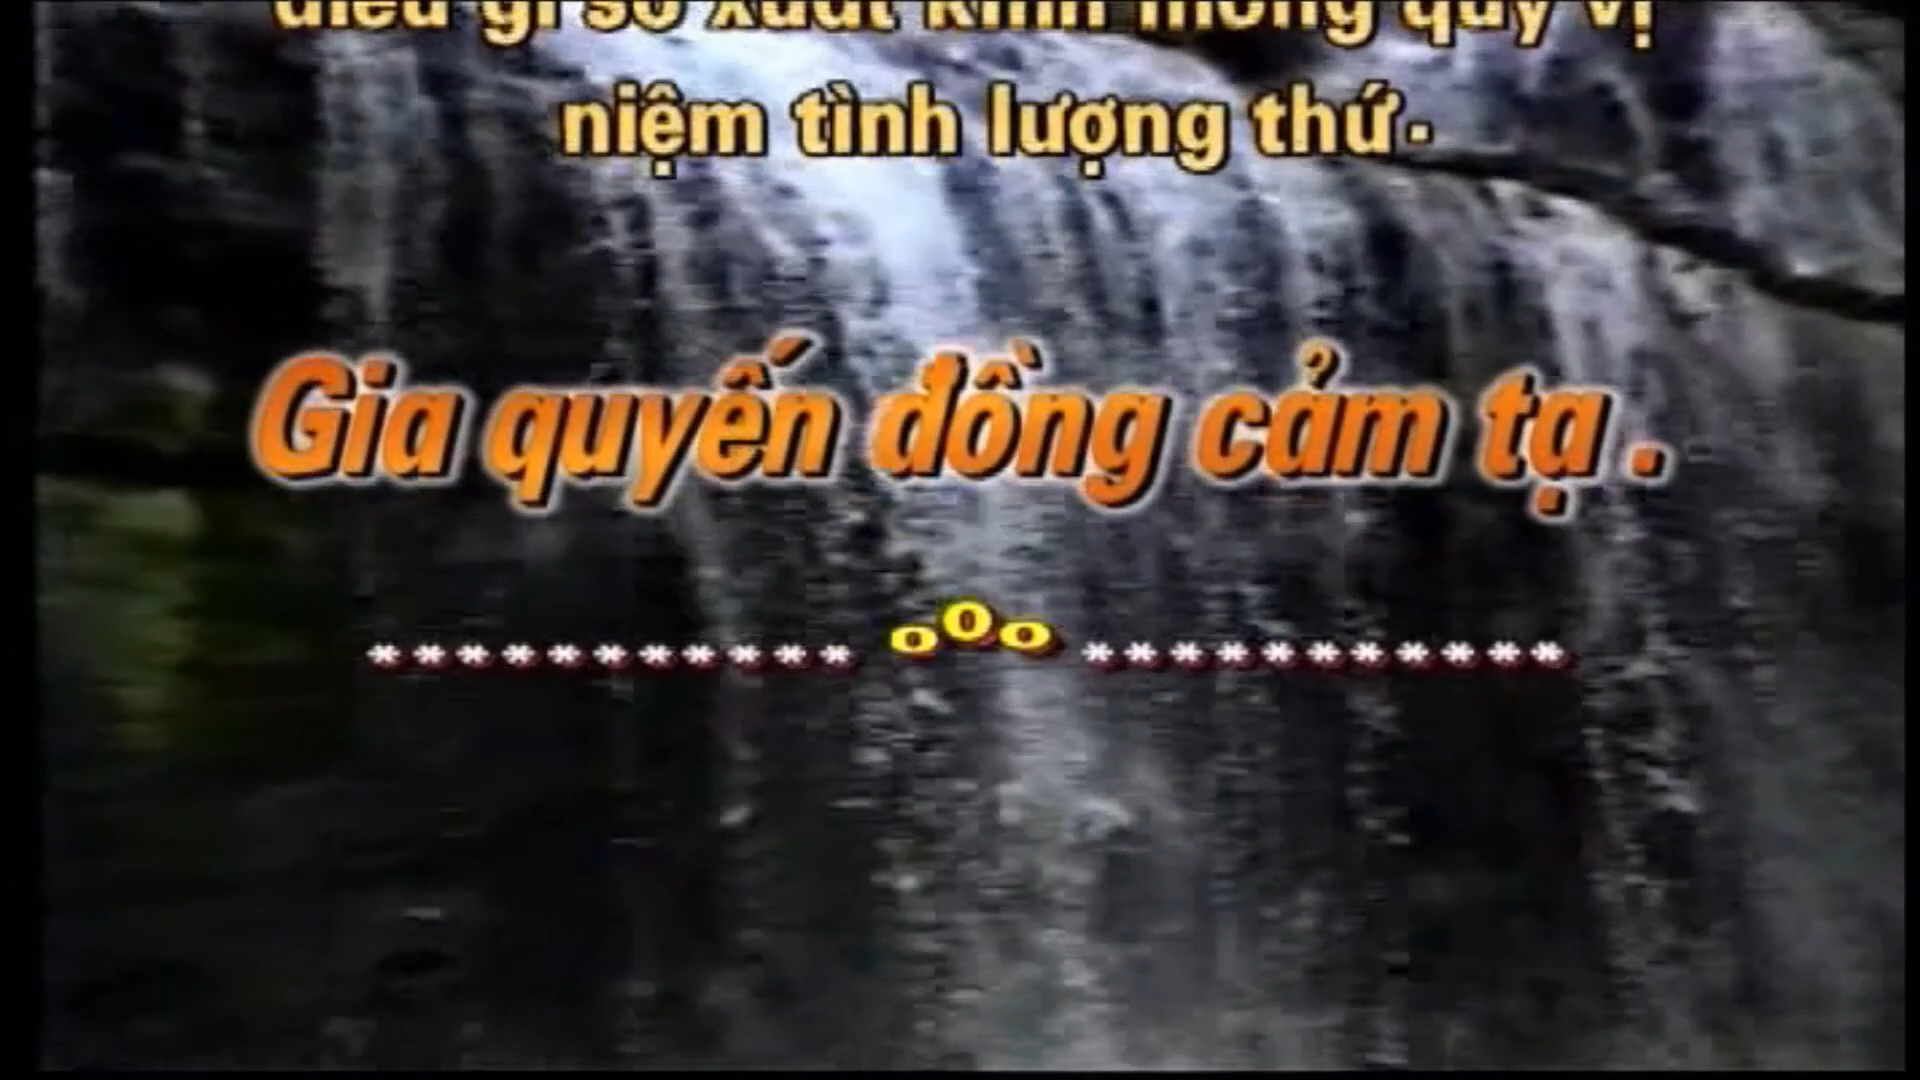 điều gì sơ xuất kính mong quý vị
niệm tình lượng thứ.
Gia quyến đồng cảm tạ.
*********** oOo ***********